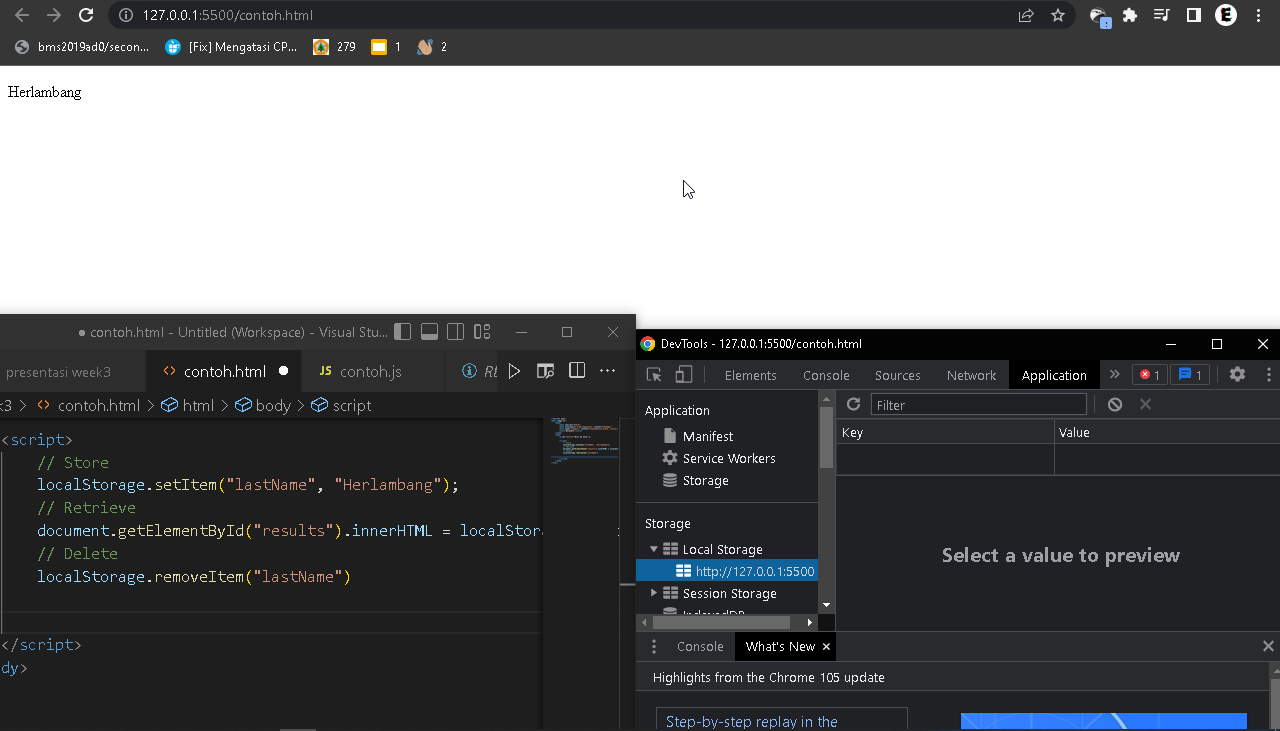 127.0.0.1:5500/contoh.html
bms2019ad0/secon... [Fix] Mengatasi CP... 279 1 2
Herlambang
● contoh.html - Untitled (Workspace) - Visual Stu...
presentasi week3 contoh.html ● JS contoh.js RE
k3 > contoh.html > html > body > script
<script>
// Store
localStorage.setItem("lastName", "Herlambang");
// Retrieve
document.getElementById("results").innerHTML = localStora
// Delete
localStorage.removeItem("lastName")
</script>
dy>
DevTools - 127.0.0.1:5500/contoh.html
Elements Console Sources Network Application » 1 1
Application
Manifest
Service Workers
Storage
Storage
Local Storage
http://127.0.0.1:5500
Session Storage
IndexedDB
Filter
Key Value
Select a value to preview
Console What's New ×
Highlights from the Chrome 105 update
Step-by-step replay in the